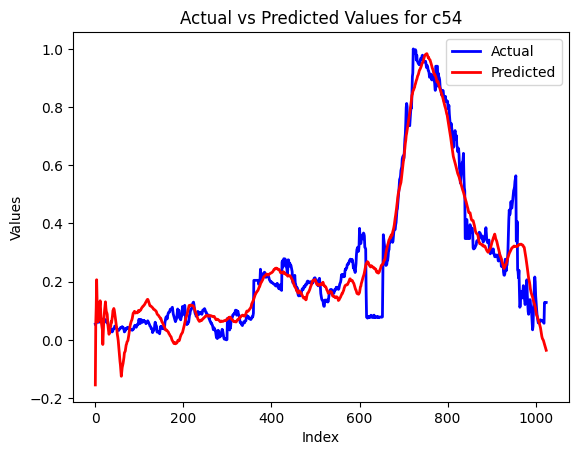 Actual vs Predicted Values for c54
Actual
Predicted
Values
1.0
0.8
0.6
0.4
0.2
0.0
−0.2
0
200
400
600
800
1000
Index